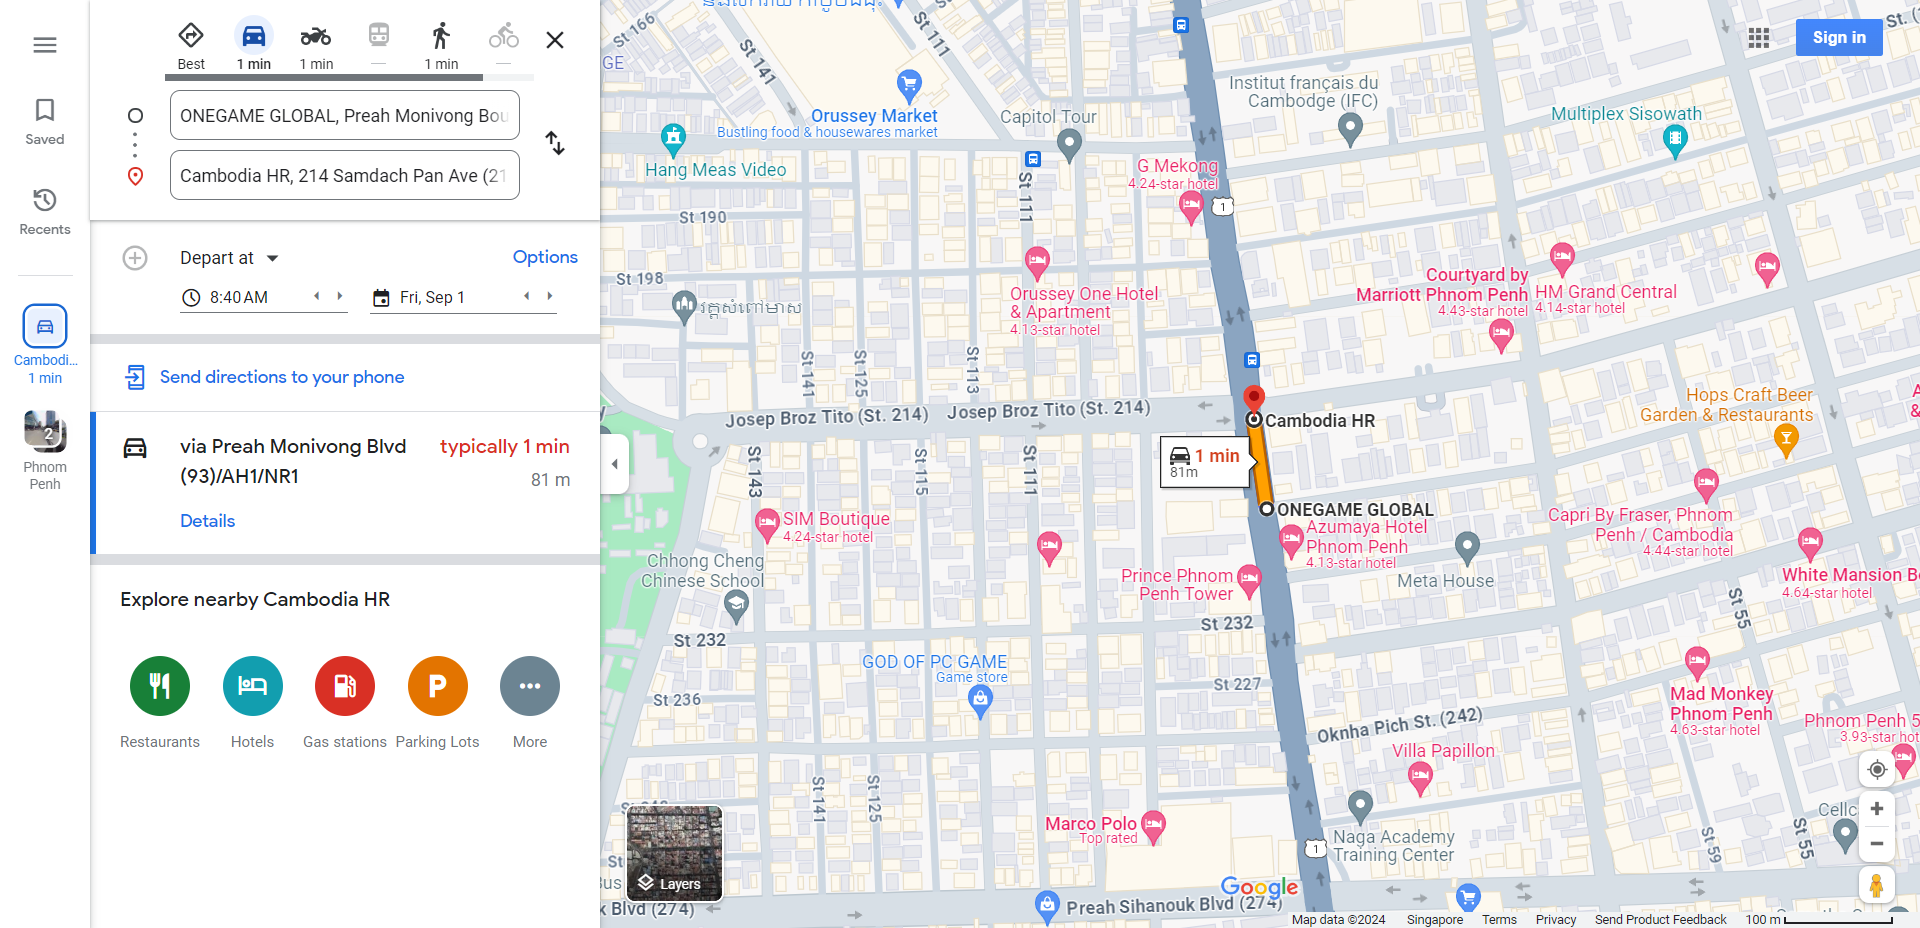 Saved
Recents
Cambodi...
1 min
2
Phnom
Penh
Best
1 min
1 min
—
1 min
—
ONEGAME GLOBAL, Preah Monivong Bou
Cambodia HR, 214 Samdach Pan Ave (21
Depart at
Options
8:40 AM
Fri, Sep 1
Send directions to your phone
via Preah Monivong Blvd
(93)/AH1/NR1
typically 1 min
81 m
Details
Explore nearby Cambodia HR
P
Restaurants
Hotels
Gas stations
Parking Lots
More
Sign in
St 166
GE
St 141
St 111
Orussey Market
Bustling food & housewares market
Hang Meas Video
Capitol Tour
Institut français du
Cambodge (IFC)
Multiplex Sisowath
G Mekong
4.24-star hotel
1
St 190
St 111
St 198
វត្តសំពៅមាស
Orussey One Hotel
& Apartment
4.13-star hotel
Courtyard by
Marriott Phnom Penh
4.43-star hotel
HM Grand Central
4.14-star hotel
St 141
St 125
St 113
Josep Broz Tito (St. 214)
Josep Broz Tito (St. 214)
Cambodia HR
Hops Craft Beer
Garden & Restaurants
1 min
81m
St 143
St 115
St 111
ONEGAME GLOBAL
SIM Boutique
4.24-star hotel
Azumaya Hotel
Phnom Penh
4.13-star hotel
Capri By Fraser, Phnom
Penh / Cambodia
4.44-star hotel
Chhong Cheng
Chinese School
Prince Phnom
Penh Tower
Meta House
White Mansion B
4.64-star hotel
St 55
St 232
St 232
GOD OF PC GAME
Game store
St 227
St 236
Oknha Pich St. (242)
Mad Monkey
Phnom Penh
4.63-star hotel
Phnom Penh 5
3.93-star hot
Villa Papillon
St 141
St 125
Marco Polo
Top rated
Naga Academy
Training Center
1
Cellc
St 59
St 55
St
Bus
Layers
k Blvd (274)
Preah Sihanouk Blvd (274)
Google
Map data ©2024
Singapore
Terms
Privacy
Send Product Feedback
100 m